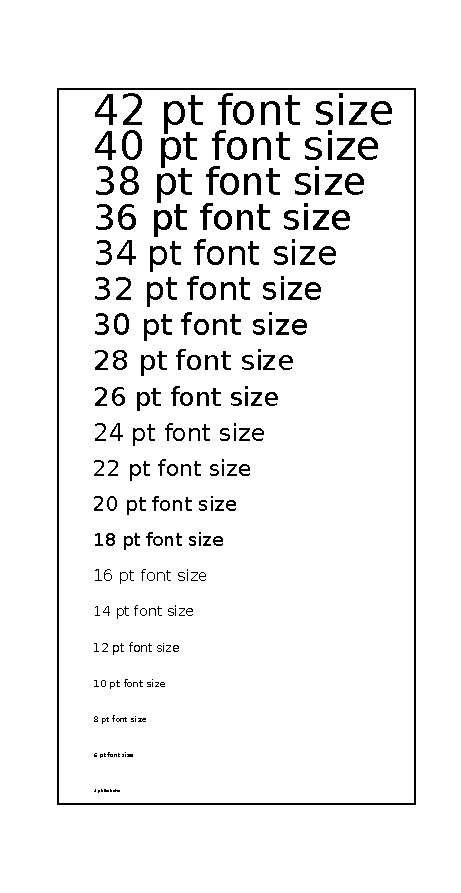 42 pt font size
40 pt font size
38 pt font size
36 pt font size
34 pt font size
32 pt font size
30 pt font size
28 pt font size
26 pt font size
24 pt font size
22 pt font size
20 pt font size
18 pt font size
16 pt font size
14 pt font size
12 pt font size
10 pt font size
8 pt font size
6 pt font size